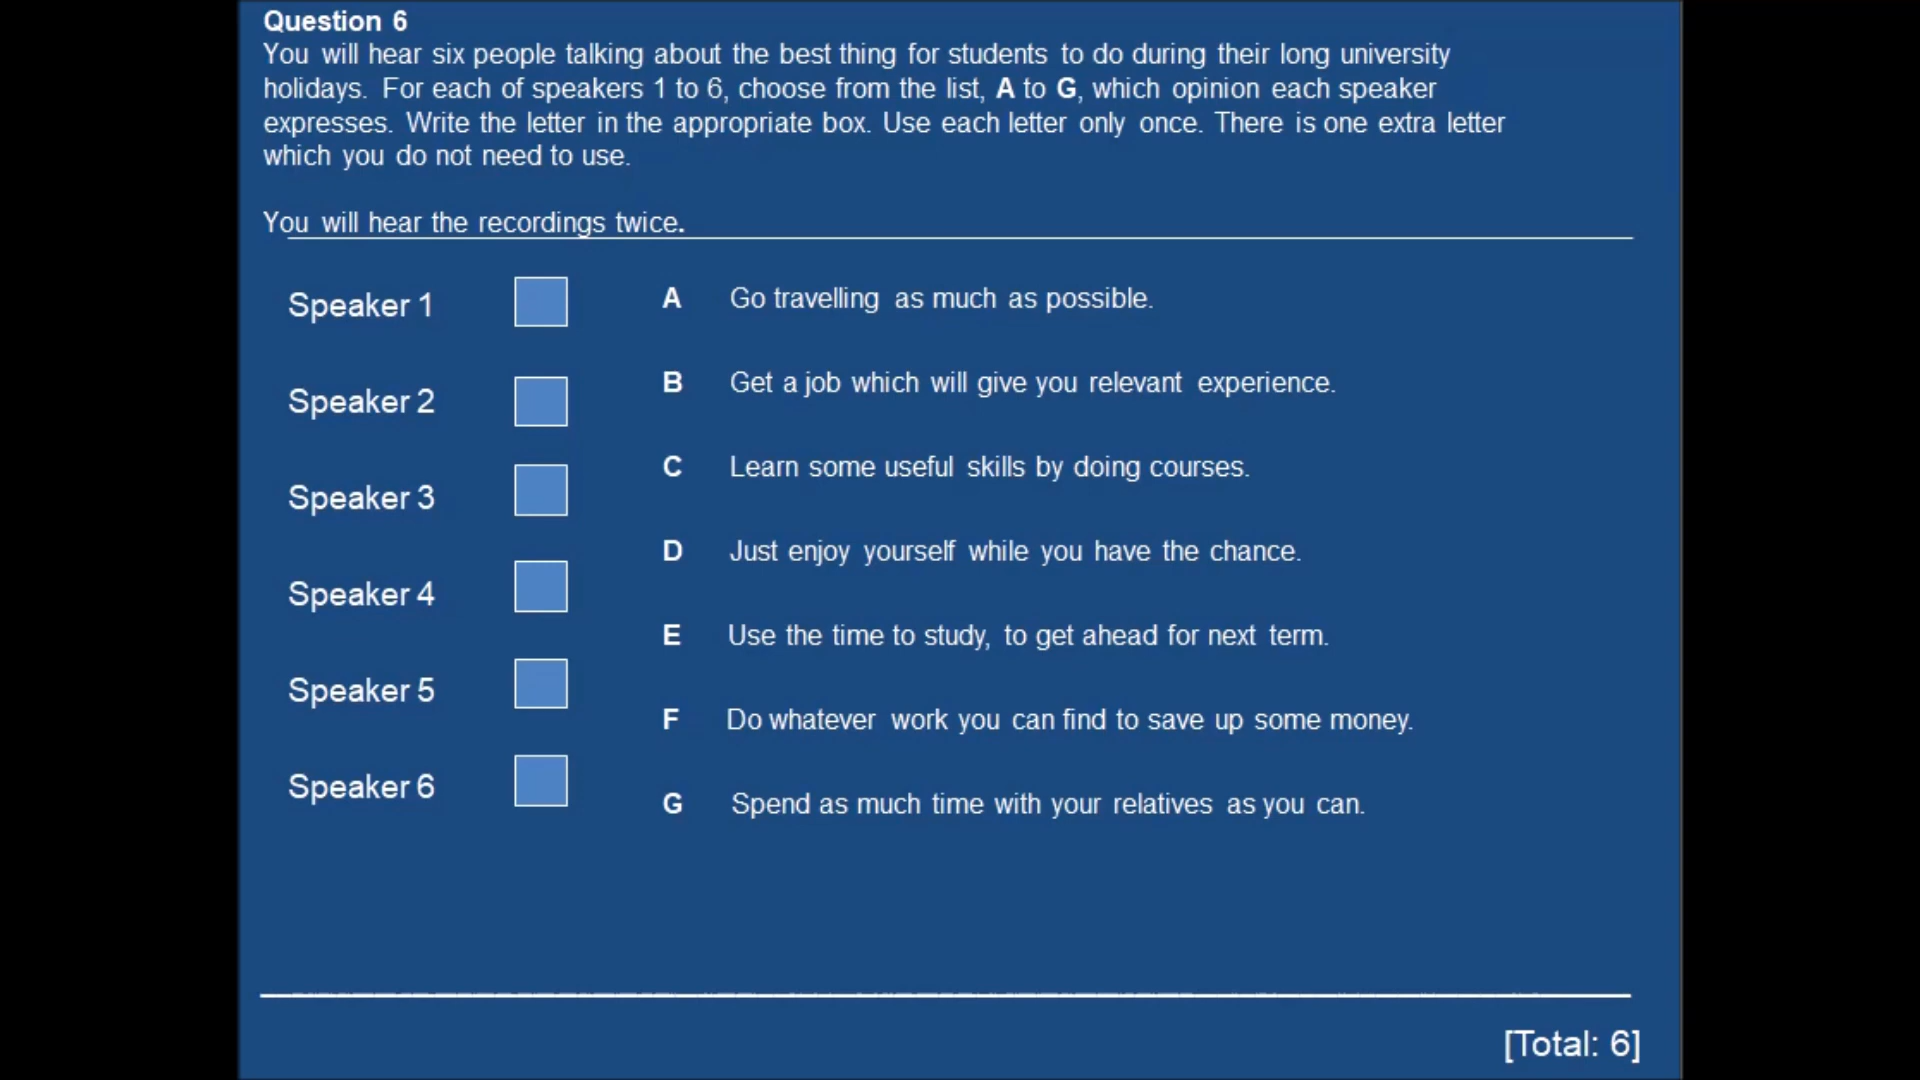 Question 6
You will hear six people talking about the best thing for students to do during their long university
holidays. For each of speakers 1 to 6, choose from the list, A to G, which opinion each speaker
expresses. Write the letter in the appropriate box. Use each letter only once. There is one extra letter
which you do not need to use.
You will hear the recordings twice.
Speaker 1
Speaker 2
Speaker 3
Speaker 4
Speaker 5
Speaker 6
A Go travelling as much as possible.
B Get a job which will give you relevant experience.
C Learn some useful skills by doing courses.
D Just enjoy yourself while you have the chance.
E Use the time to study, to get ahead for next term.
F Do whatever work you can find to save up some money.
G Spend as much time with your relatives as you can.
[Total: 6]